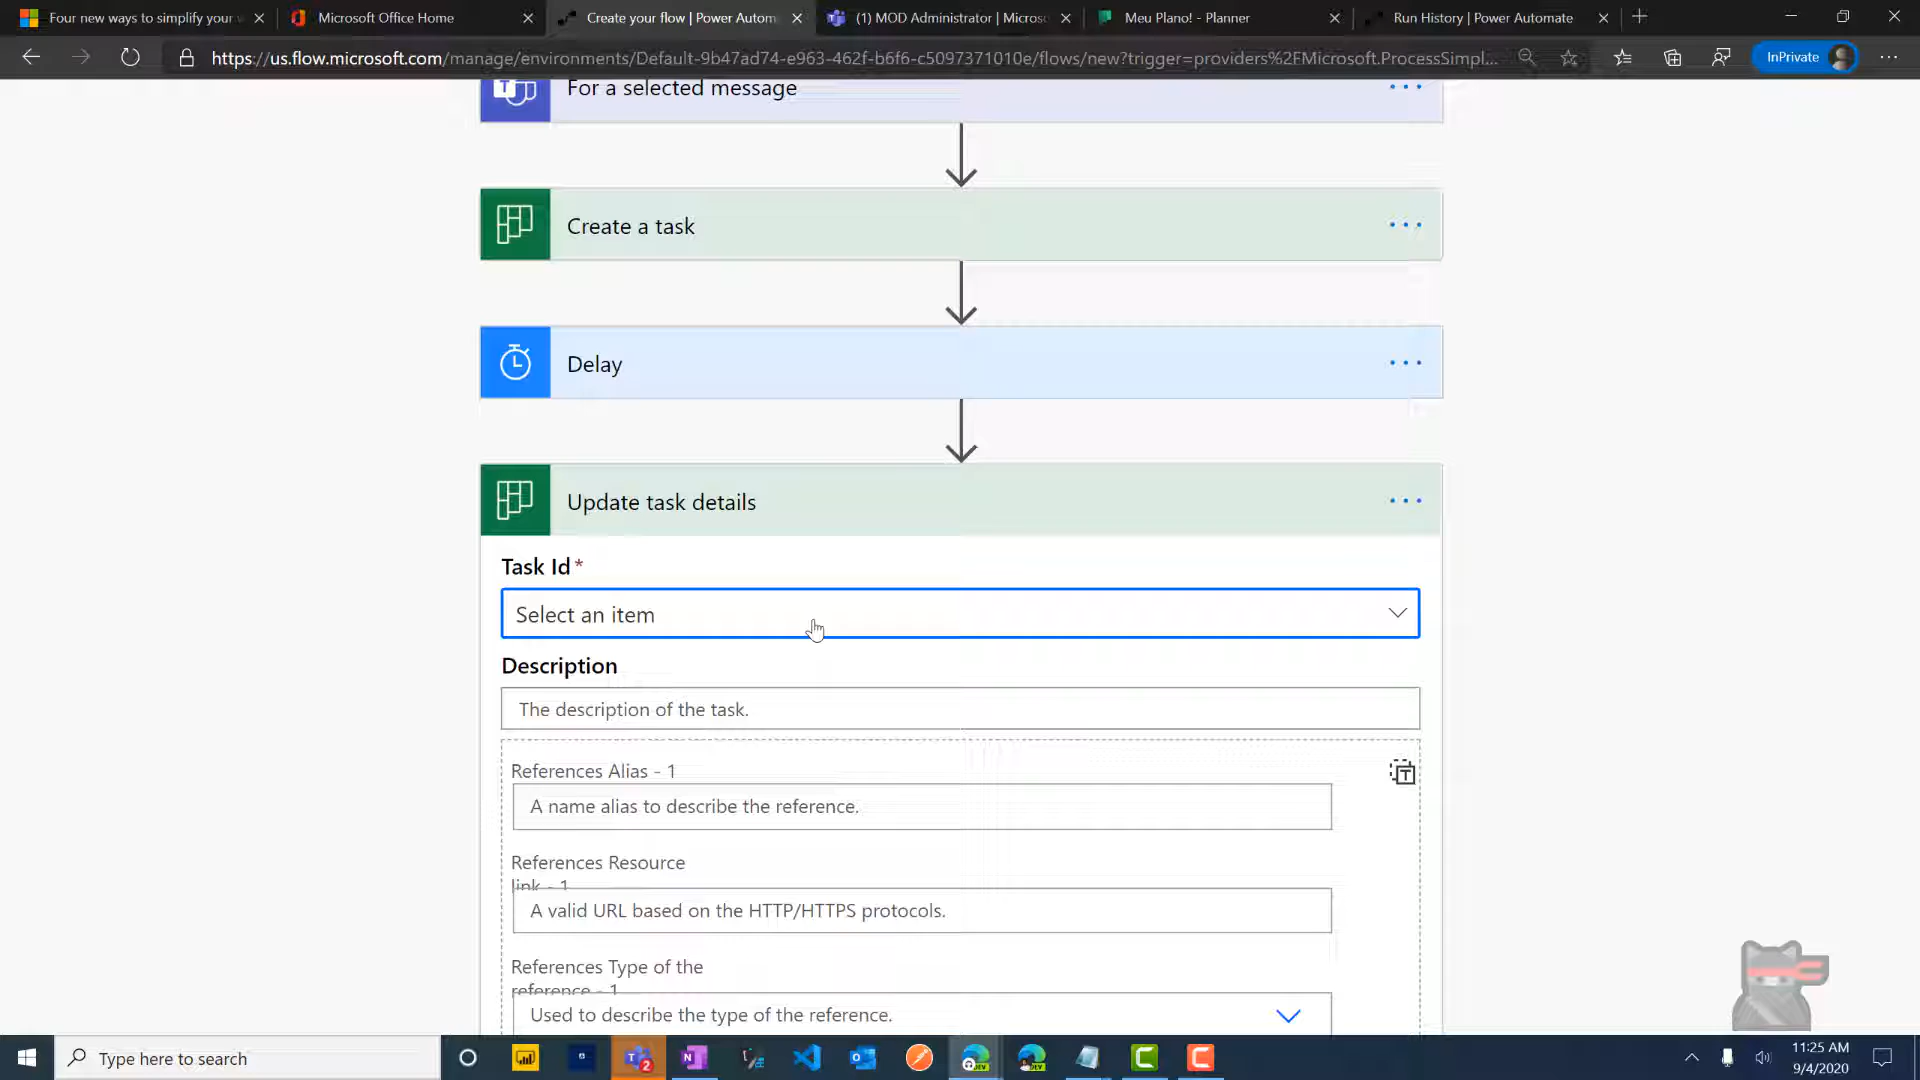 Four new ways to simplify your w
Microsoft Office Home
Create your flow | Power Autom
(1) MOD Administrator | Microso
Meu Plano! - Planner
Run History | Power Automate
https://us.flow.microsoft.com/manage/environments/Default-9b47ad74-e963-462f-b6f6-c5097371010e/flows/new?trigger=providers%2FMicrosoft.ProcessSimpl...
InPrivate
For a selected message
Create a task
Delay
Update task details
Task Id*
Select an item
Description
The description of the task.
References Alias - 1
A name alias to describe the reference.
References Resource
link - 1
A valid URL based on the HTTP/HTTPS protocols.
References Type of the
reference - 1
Used to describe the type of the reference.
Type here to search
2
DEV
DEV
11:25 AM
9/4/2020